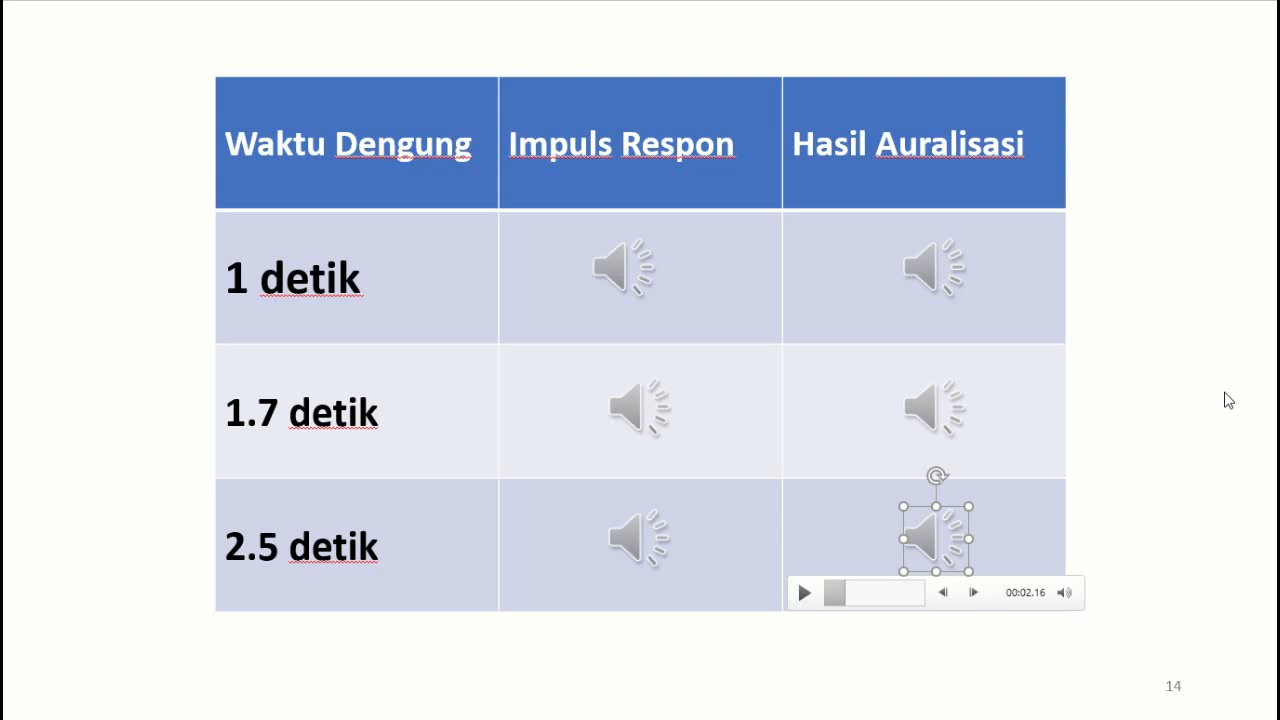 Waktu Dengung Impuls Respon Hasil Auralisasi
1 detik
1.7 detik
2.5 detik
00:02.16
14